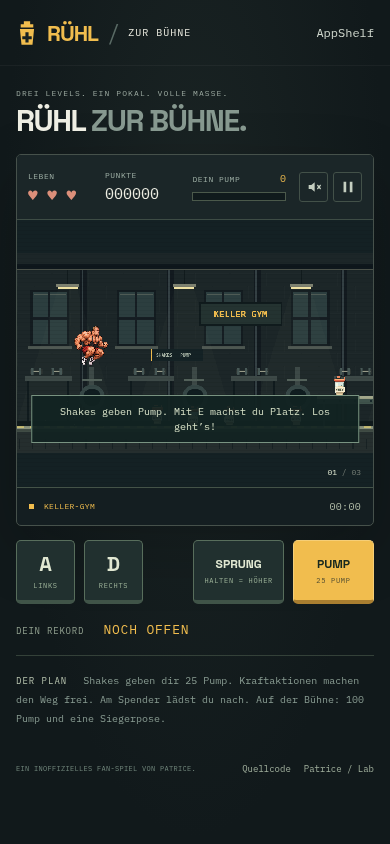 RÜHL / ZUR BÜHNE
AppShelf
DREI LEVELS. EIN POKAL. VOLLE MASSE.
RÜHL ZUR BÜHNE.
LEBEN
PUNKTE
000000
DEIN PUMP 0
KELLER GYM
SHAKES PUMP
Shakes geben Pump. Mit E machst du Platz. Los
geht's!
01 / 03
KELLER-GYM
00:00
A
LINKS
D
RECHTS
SPRUNG
HALTEN = HÖHER
PUMP
25 PUMP
DEIN REKORD NOCH OFFEN
DER PLAN Shakes geben dir 25 Pump. Kraftaktionen machen
den Weg frei. Am Spender lädst du nach. Auf der Bühne: 100
Pump und eine Siegerpose.
EIN INOFFIZIELLES FAN-SPIEL VON PATRICE.
Quellcode Patrice / Lab